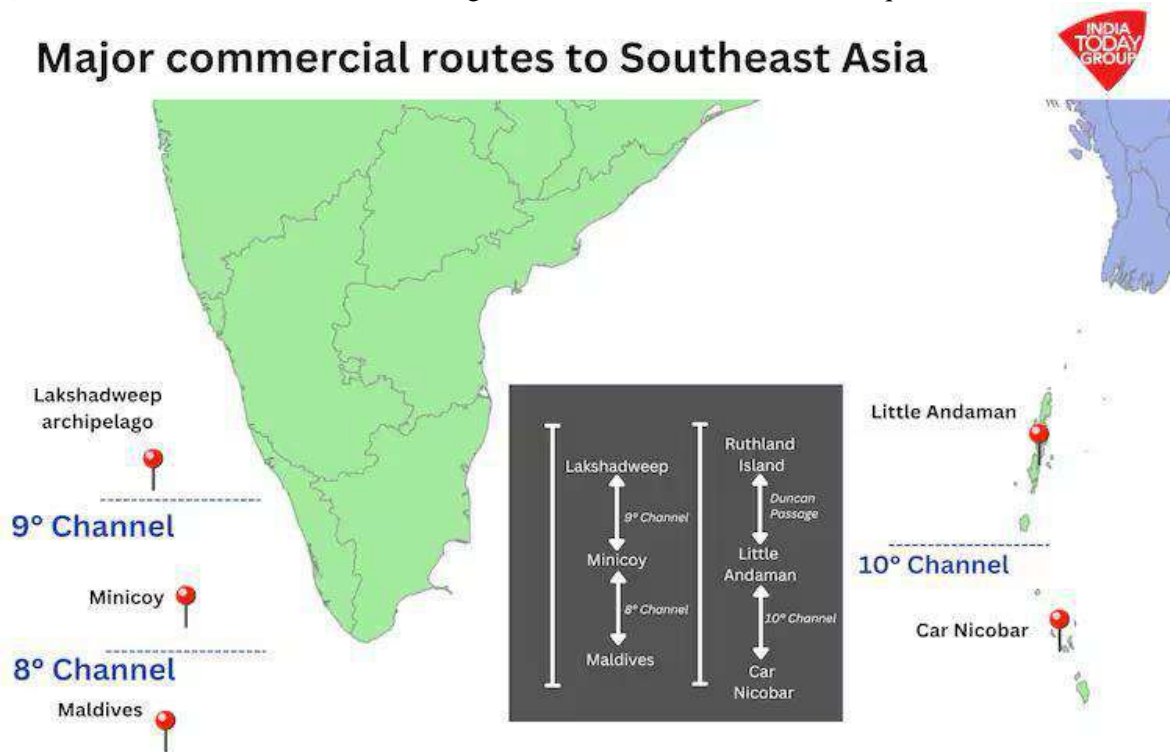 Major commercial routes to Southeast Asia
INDIA
TODAY
GROUP
Lakshadweep
archipelago
9° Channel
Minicoy
8° Channel
Maldives
Lakshadweep
9° Channel
Minicoy
8° Channel
Maldives
Ruthland
Island
Duncan
Passage
Little
Andaman
10° Channel
Car
Nicobar
Little Andaman
10° Channel
Car Nicobar